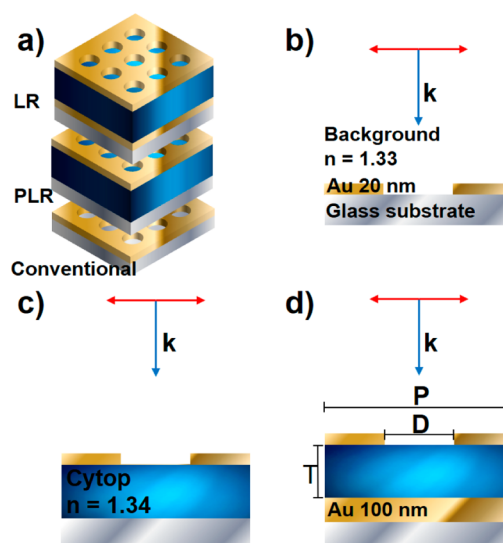 a)
LR
PLR
Conventional
b)
k
Background
n = 1.33
Au 20 nm
Glass substrate
c)
k
Cytop
n = 1.34
d)
k
P
D
T
Au 100 nm